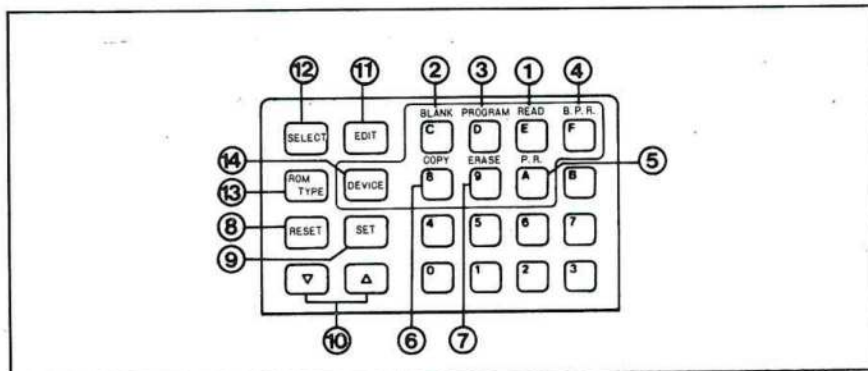 ⑫ ⑪ ② ③ ① ④
BLANK PROGRAM READ B. P. R.
SELECT EDIT C D E F
⑭ COPY ERASE P. R. ⑤
ROM TYPE DEVICE 8 9 A B
⑬
⑧ RESET SET 4 5 6 7
⑨
▽ △ 0 1 2 3
⑩ ⑥ ⑦